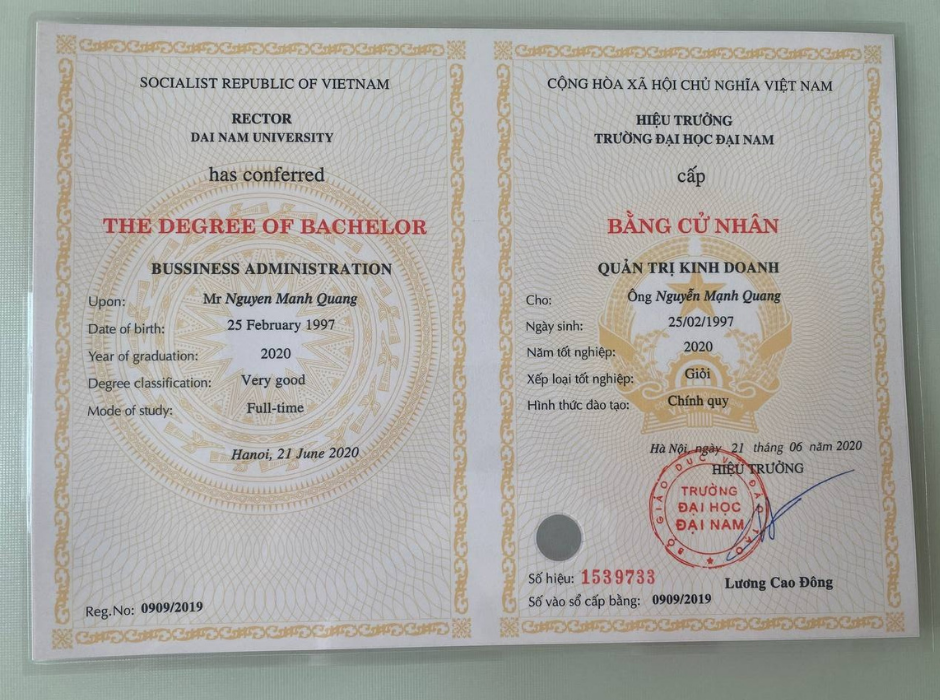 SOCIALIST REPUBLIC OF VIETNAM
RECTOR
DAI NAM UNIVERSITY
has conferred
THE DEGREE OF BACHELOR
BUSSINESS ADMINISTRATION
Upon: Mr Nguyen Manh Quang
Date of birth: 25 February 1997
Year of graduation: 2020
Degree classification: Very good
Mode of study: Full-time
Hanoi, 21 June 2020
Reg.No: 0909/2019
CỘNG HÒA XÃ HỘI CHỦ NGHĨA VIỆT NAM
HIỆU TRƯỞNG
TRƯỜNG ĐẠI HỌC ĐẠI NAM
cấp
BẰNG CỬ NHÂN
QUẢN TRỊ KINH DOANH
Cho: Ông Nguyễn Mạnh Quang
Ngày sinh: 25/02/1997
Năm tốt nghiệp: 2020
Xếp loại tốt nghiệp: Giỏi
Hình thức đào tạo: Chính quy
Hà Nội, ngày 21 tháng 06 năm 2020
HIỆU TRƯỞNG
BỘ GIÁO DỤC VÀ ĐÀO TẠO
TRƯỜNG
ĐẠI HỌC
ĐẠI NAM
Số hiệu: 1539733
Lương Cao Đông
Số vào sổ cấp bằng: 0909/2019